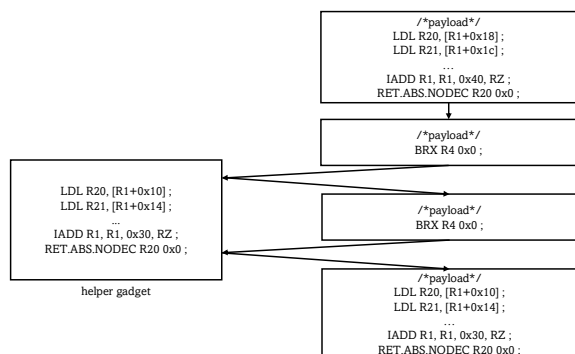 /*payload*/
LDL R20, [R1+0x18] ;
LDL R21, [R1+0x1c] ;
...
IADD R1, R1, 0x40, RZ ;
RET.ABS.NODEC R20 0x0 ;
/*payload*/
BRX R4 0x0 ;
LDL R20, [R1+0x10] ;
LDL R21, [R1+0x14] ;
...
IADD R1, R1, 0x30, RZ ;
RET.ABS.NODEC R20 0x0 ;
helper gadget
/*payload*/
BRX R4 0x0 ;
/*payload*/
LDL R20, [R1+0x10] ;
LDL R21, [R1+0x14] ;
...
IADD R1, R1, 0x30, RZ ;
RET.ABS.NODEC R20 0x0 ;